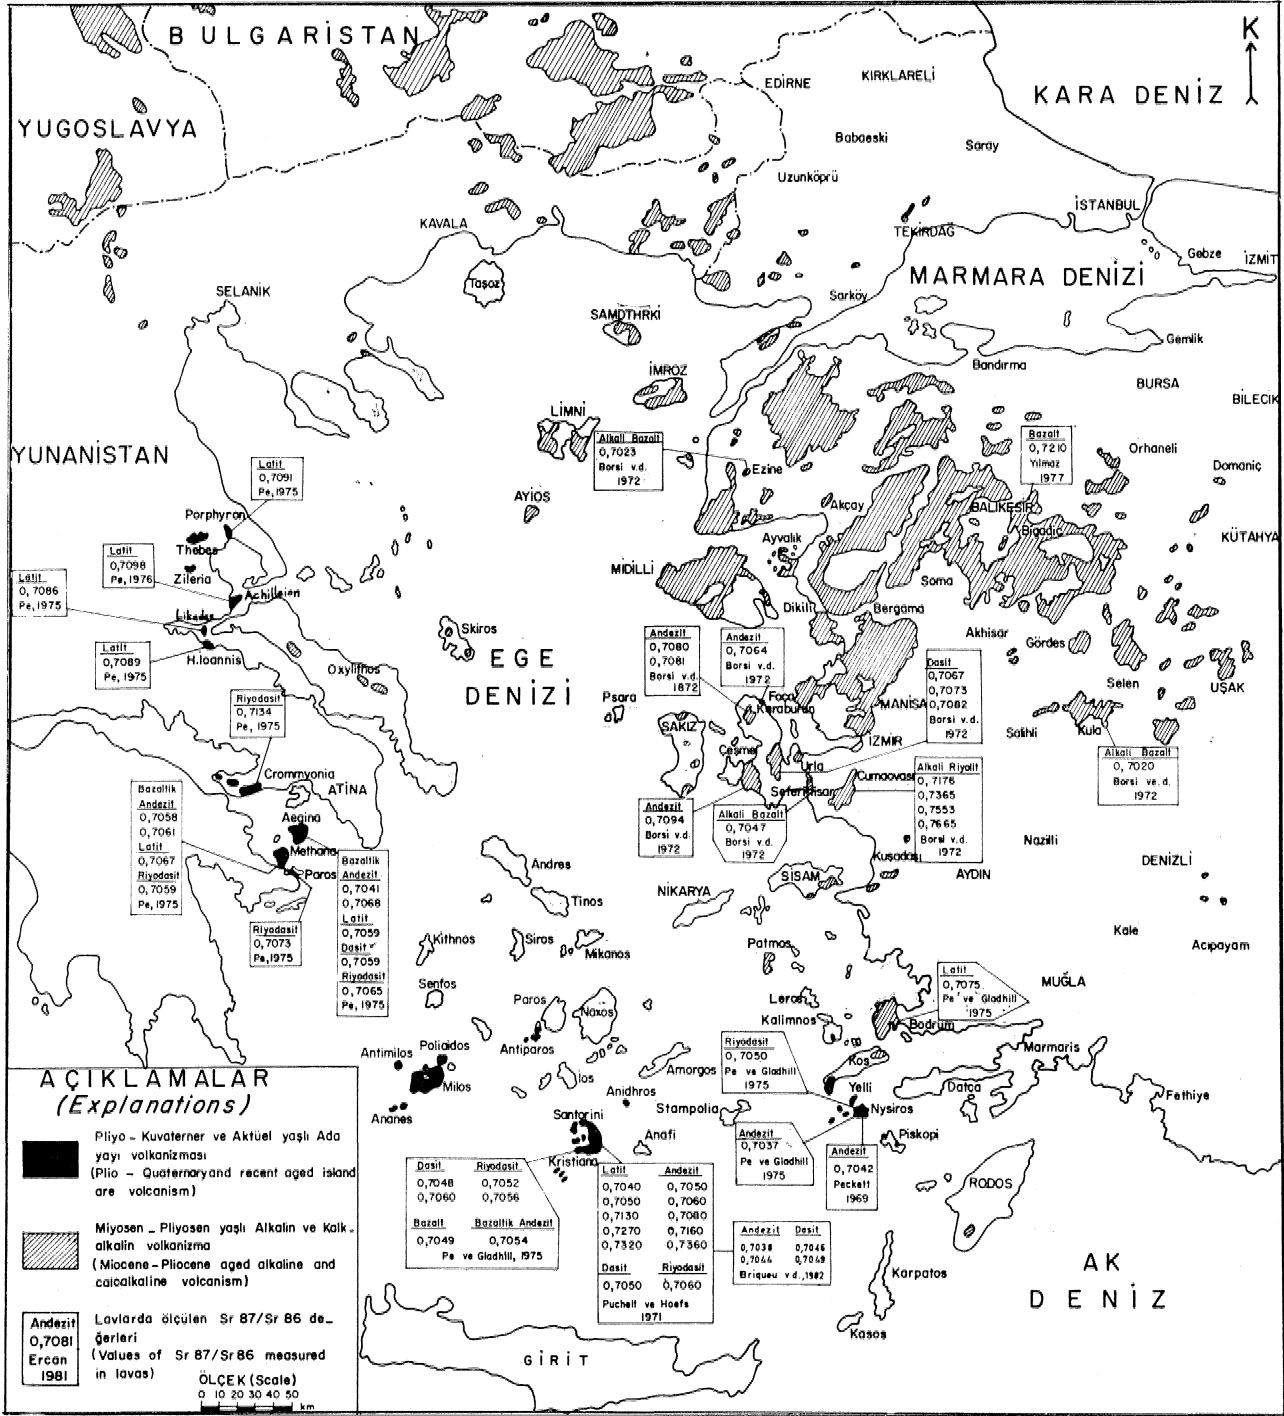 BULGARİSTAN
K
EDİRNE
KIRKLARELİ
KARA DENİZ
YUGOSLAVYA
Babaeski
Saray
Uzunköprü
İSTANBUL
KAVALA
TEKİRDAĞ
Gebze
İZMİT
Taşoz
MARMARA DENİZİ
SELANİK
Sarköy
SAMDTHRKİ
Gemlik
Bandırma
İMROZ
BURSA
BİLECİK
LİMNİ
YUNANİSTAN
Alkali Bazalt
0,7023
Borsi v.d.
1972
Ezine
Bazalt
0,7210
Yılmaz
1977
Orhaneli
Domaniç
Latit
0,7091
Pe,1975
AYİOS
Akçay
BALIKESİR
Porphyron
Bigadiç
KÜTAHYA
Thebes
Ayvalık
Latit
0,7098
Pe,1976
Zileria
MİDİLLİ
Soma
Latit
0,7086
Pe,1975
Achilleion
Likades
Dikili
Bergama
Skiros
Akhisar
Gördes
Latit
0,7089
Pe,1975
H.Ioannis
Oxylithos
EGE
DENİZİ
Andezit
0,7080
0,7081
Borsi v.d.
1872
Andezit
0,7064
Borsi v.d.
1972
Dasit
0,7067
0,7073
0,7082
Borsi v.d.
1972
Selen
UŞAK
Riyodasit
0,7134
Pe,1975
Psara
Foça
Karaburun
MANİSA
SAKIZ
İZMİR
Salihli
Kula
Çeşme
Urla
Cumaovası
Seferihisar
Alkali Bazalt
0,7020
Borsi ve.d.
1972
Crommyonia
ATİNA
Alkali Riyolit
0,7176
0,7365
0,7553
0,7665
Borsi v.d.
1972
Bazaltik
Andezit
0,7058
0,7061
Latit
0,7067
Riyodasit
0,7059
Pe,1975
Andezit
0,7094
Borsi v.d.
1972
Alkali Bazalt
0,7047
Borsi v.d.
1972
Aegina
Methana
Paros
Bazaltik
Andezit
0,7041
0,7068
Latit
0,7059
Dasit
0,7059
Riyodasit
0,7065
Pe,1975
Andres
Kuşadası
Nazilli
DENİZLİ
AYDIN
SİSAM
NİKARYA
Tinos
Riyodasit
0,7073
Pe,1975
Kithnos
Siros
Mikanos
Patmos
Kale
Acıpayam
Senfos
Latit
0,7075
Pe ve Gladhill
1975
MUĞLA
Paros
Naxos
Leros
Kalimnos
Bodrum
Antiparos
Riyodasit
0,7050
Pe ve Gladhill
1975
Marmaris
Poliaidos
Antimilos
Milos
Ananes
İos
Amorgos
Kos
Anidhros
Yelli
Datça
Fethiye
Santorini
Stampolia
Nysiros
Anafi
Piskopi
Kristiana
Andezit
0,7037
Pe ve Gladhill
1975
Andezit
0,7042
Peckett
1969
RODOS
Dasit Riyodasit
0,7048 0,7052
0,7060 0,7056
Bazalt Bazaltik Andezit
0,7049 0,7054
Pe ve Gladhill, 1975
Latit Andezit
0,7040 0,7050
0,7050 0,7060
0,7130 0,7080
0,7270 0,7160
0,7320 0,7360
Dasit Riyodasit
0,7050 0,7060
Puchelt ve Hoefs
1971
Andezit Dasit
0,7038 0,7046
0,7044 0,7049
Briqueu v.d.,1982
Karpatos
Kasos
AK
DENİZ
GİRİT
AÇIKLAMALAR
(Explanations)
Pliyo - Kuvaterner ve Aktüel yaşlı Ada
yayı volkanizması
(Plio - Quaternary and recent aged island
are volcanism)
Miyosen - Pliyosen yaşlı Alkalin ve Kalk-
alkalin volkanizma
(Miocene-Pliocene aged alkaline and
calcalkaline volcanism)
Andezit
0,7081
Ercan
1981
Lavlarda ölçülen Sr 87/Sr 86 de_
ğerleri
(Values of Sr 87/Sr86 measured
in lavas)
ÖLÇEK (Scale)
0 10 20 30 40 50
km